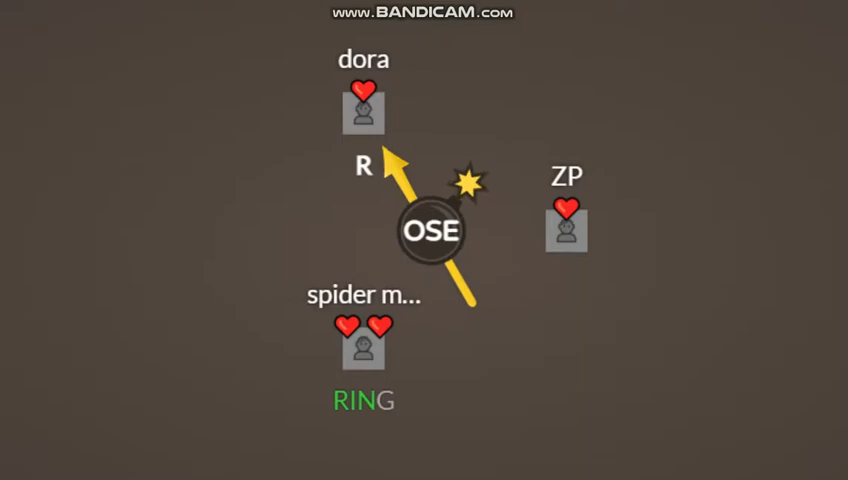 www.BANDICAM.com
dora
R
ZP
OSE
spider m...
RING